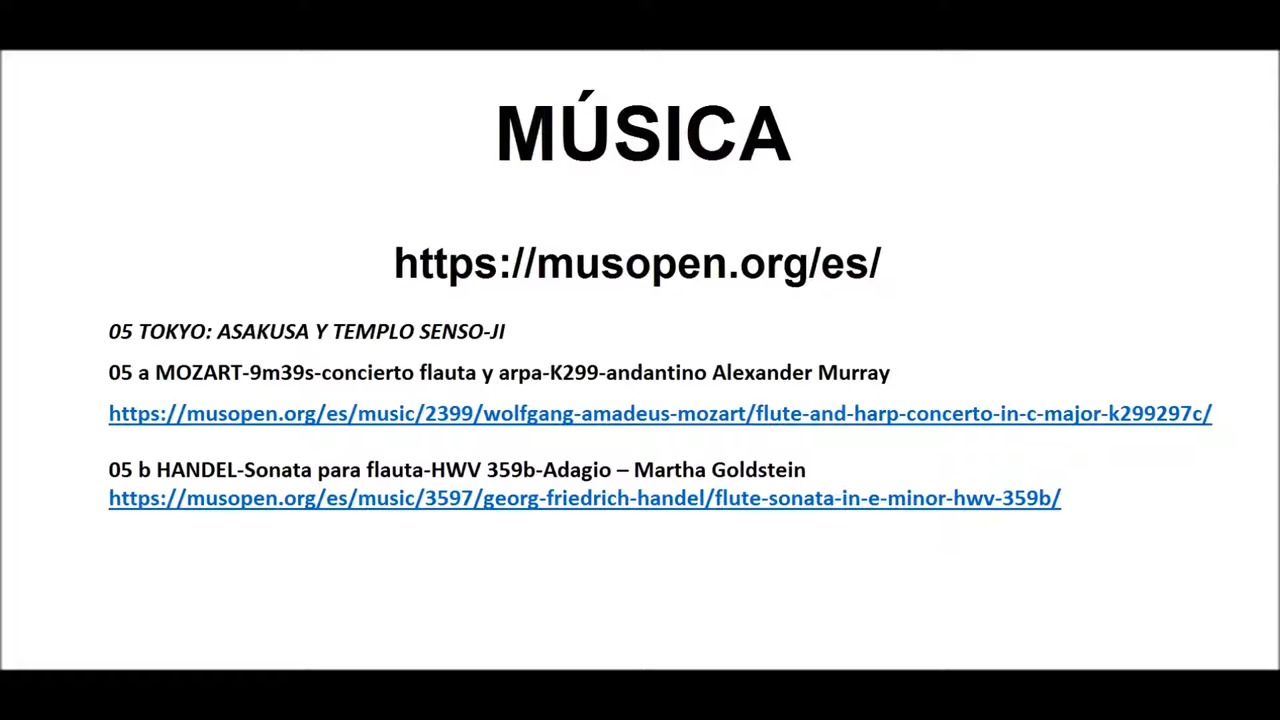 MÚSICA
https://musopen.org/es/
05 TOKYO: ASAKUSA Y TEMPLO SENSO-JI
05 a MOZART-9m39s-concierto flauta y arpa-K299-andantino Alexander Murray
https://musopen.org/es/music/2399/wolfgang-amadeus-mozart/flute-and-harp-concerto-in-c-major-k299297c/
05 b HANDEL-Sonata para flauta-HWV 359b-Adagio – Martha Goldstein
https://musopen.org/es/music/3597/georg-friedrich-handel/flute-sonata-in-e-minor-hwv-359b/